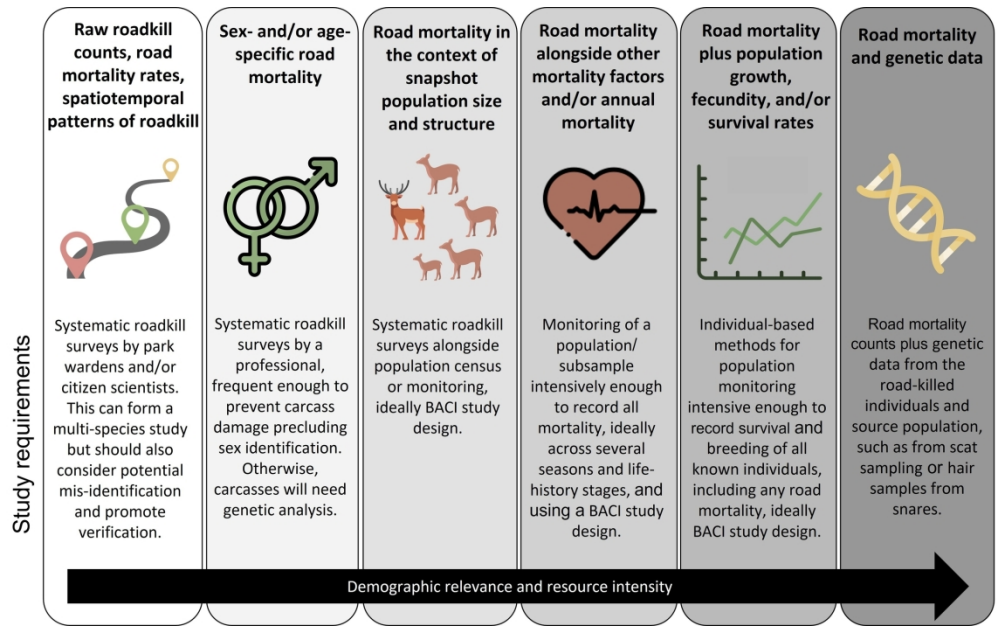 Raw roadkill
counts, road
mortality rates,
spatiotemporal
patterns of roadkill
Sex- and/or age-
specific road
mortality
Road mortality in
the context of
snapshot
population size
and structure
Road mortality
alongside other
mortality factors
and/or annual
mortality
Road mortality
plus population
growth,
fecundity, and/or
survival rates
Road mortality
and genetic data
Study requirements
Systematic roadkill
surveys by park
wardens and/or
citizen scientists.
This can form a
multi-species study
but should also
consider potential
mis-identification
and promote
verification.
Systematic roadkill
surveys by a
professional,
frequent enough to
prevent carcass
damage precluding
sex identification.
Otherwise,
carcasses will need
genetic analysis.
Systematic roadkill
surveys alongside
population census
or monitoring,
ideally BACI study
design.
Monitoring of a
population/
subsample
intensively enough
to record all
mortality, ideally
across several
seasons and life-
history stages, and
using a BACI study
design.
Individual-based
methods for
population
monitoring
intensive enough to
record survival and
breeding of all
known individuals,
including any road
mortality, ideally
BACI study design.
Road mortality
counts plus genetic
data from the
road-killed
individuals and
source population,
such as from scat
sampling or hair
samples from
snares.
Demographic relevance and resource intensity